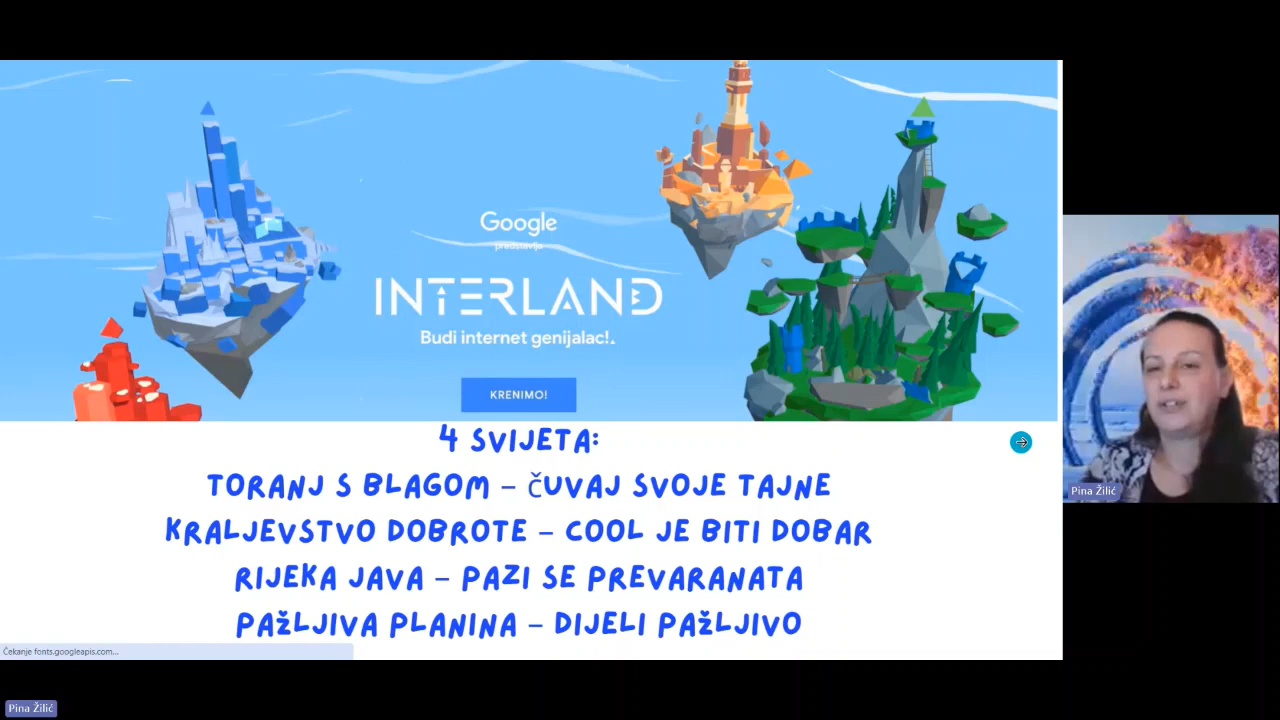 Google
predstavlja
INTERLAND
Budi internet genijalac!.
KRENIMO!
4 SVIJETA:
TORANJ S BLAGOM – ČUVAJ SVOJE TAJNE
KRALJEVSTVO DOBROTE – COOL JE BITI DOBAR
RIJEKA JAVA – PAZI SE PREVARANATA
PAŽLJIVA PLANINA – DIJELI PAŽLJIVO
Čekanje fonts.googleapis.com...
Pina Žilić
Pina Žilić